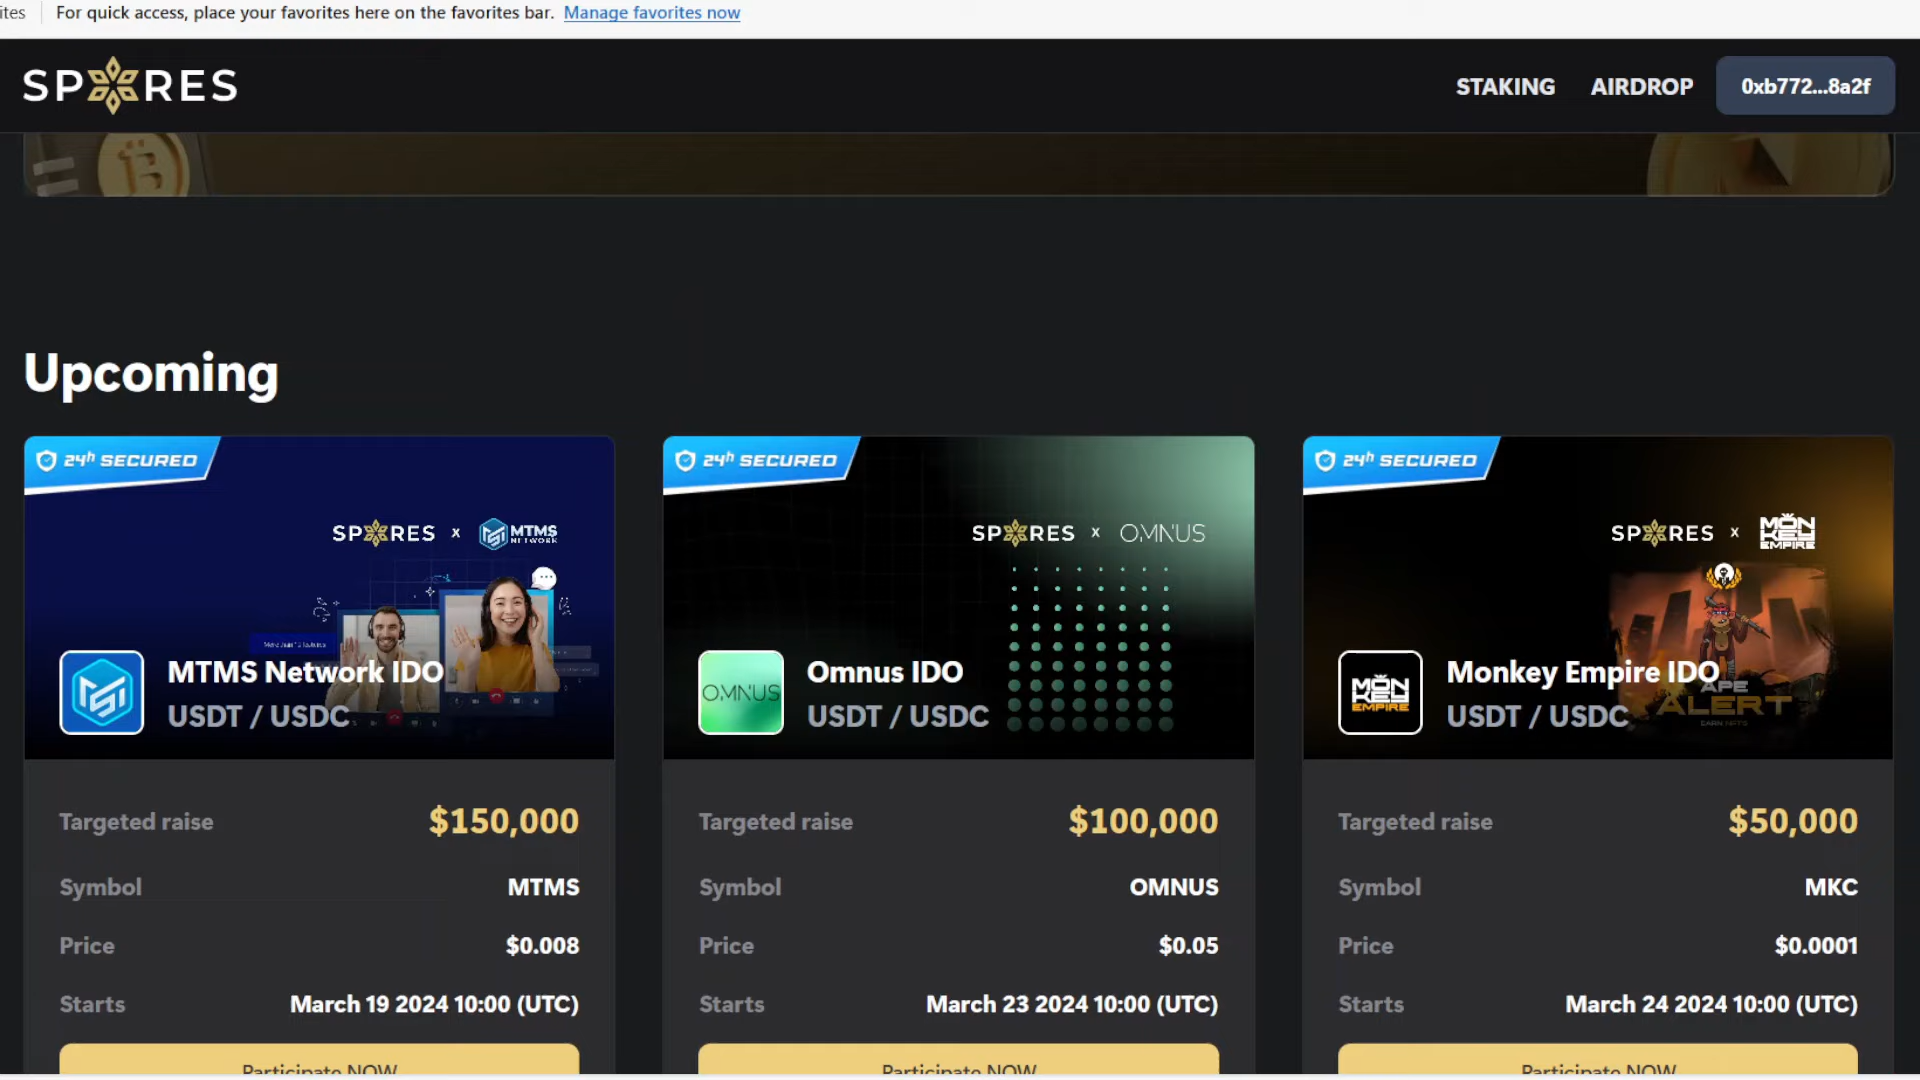 ites
For quick access, place your favorites here on the favorites bar. Manage favorites now
SPORES
STAKING
AIRDROP
0xb772...8a2f
Upcoming
24h SECURED
SPORES x MTMS NETWORK
MTMS Network IDO
USDT / USDC
Targeted raise $150,000
Symbol MTMS
Price $0.008
Starts March 19 2024 10:00 (UTC)
Participate NOW
24h SECURED
SPORES x OMNUS
OMNUS
Omnus IDO
USDT / USDC
Targeted raise $100,000
Symbol OMNUS
Price $0.05
Starts March 23 2024 10:00 (UTC)
Participate NOW
24h SECURED
SPORES x MONKEY EMPIRE
MONKEY EMPIRE
Monkey Empire IDO
USDT / USDC
APE
ALERT
EARN NFT'S
Targeted raise $50,000
Symbol MKC
Price $0.0001
Starts March 24 2024 10:00 (UTC)
Participate NOW